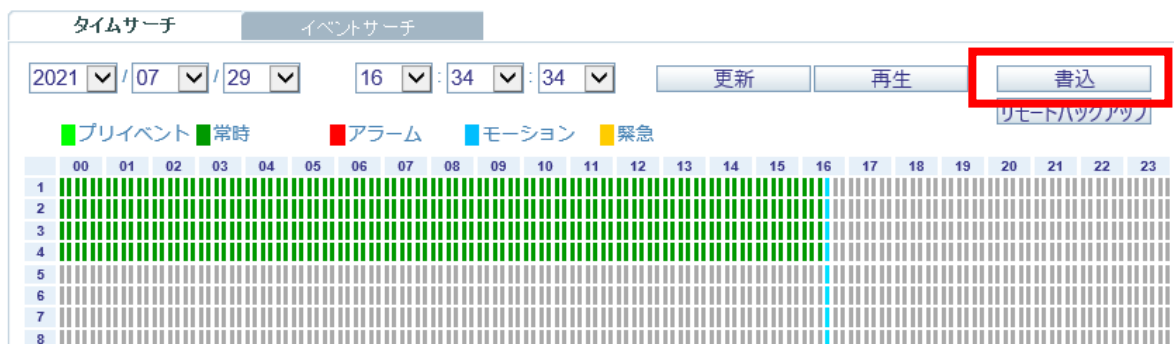 タイムサーチ イベントサーチ
2021 / 07 / 29 16 : 34 : 34 更新 再生 書込
リモートバックアップ
プリイベント 常時 アラーム モーション 緊急
00 01 02 03 04 05 06 07 08 09 10 11 12 13 14 15 16 17 18 19 20 21 22 23
1
2
3
4
5
6
7
8